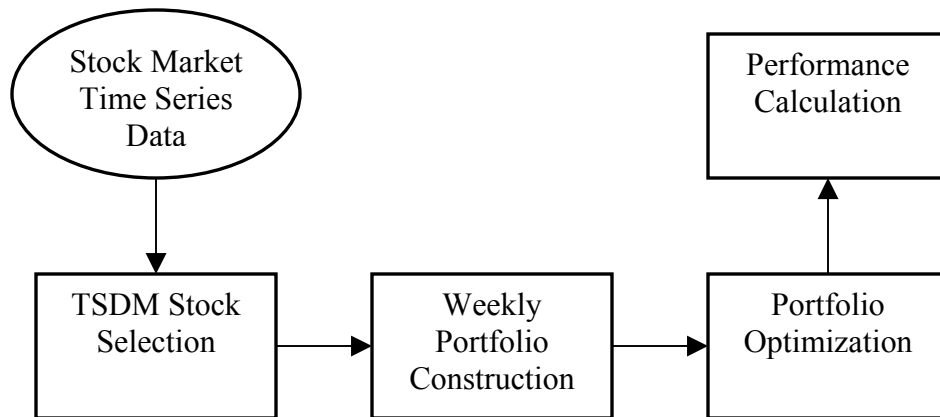 Stock Market
Time Series
Data
TSDM Stock
Selection
Weekly
Portfolio
Construction
Portfolio
Optimization
Performance
Calculation